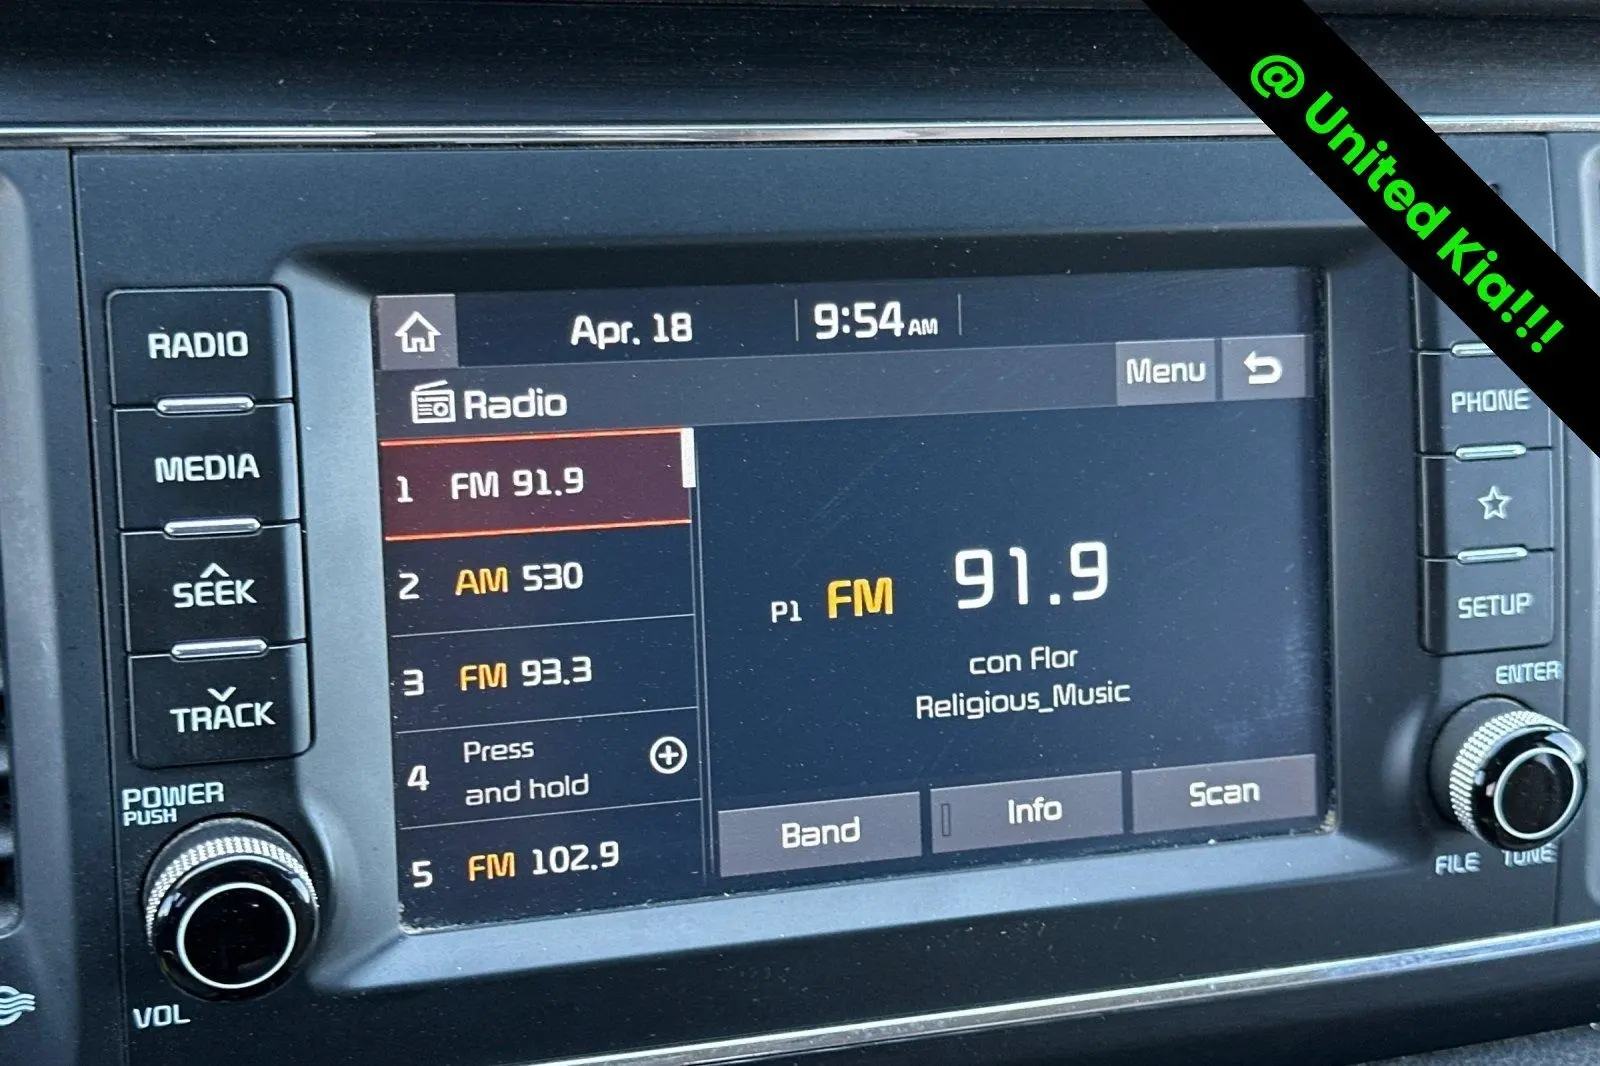 @ United Kia!!!
RADIO
MEDIA
SEEK
TRACK
POWER
PUSH
VOL
Apr. 18
9:54 AM
Radio
Menu
1 FM 91.9
2 AM 530
3 FM 93.3
4 Press
and hold
5 FM 102.9
P1 FM 91.9
con Flor
Religious_Music
Band
Info
Scan
PHONE
SETUP
ENTER
FILE TUNE